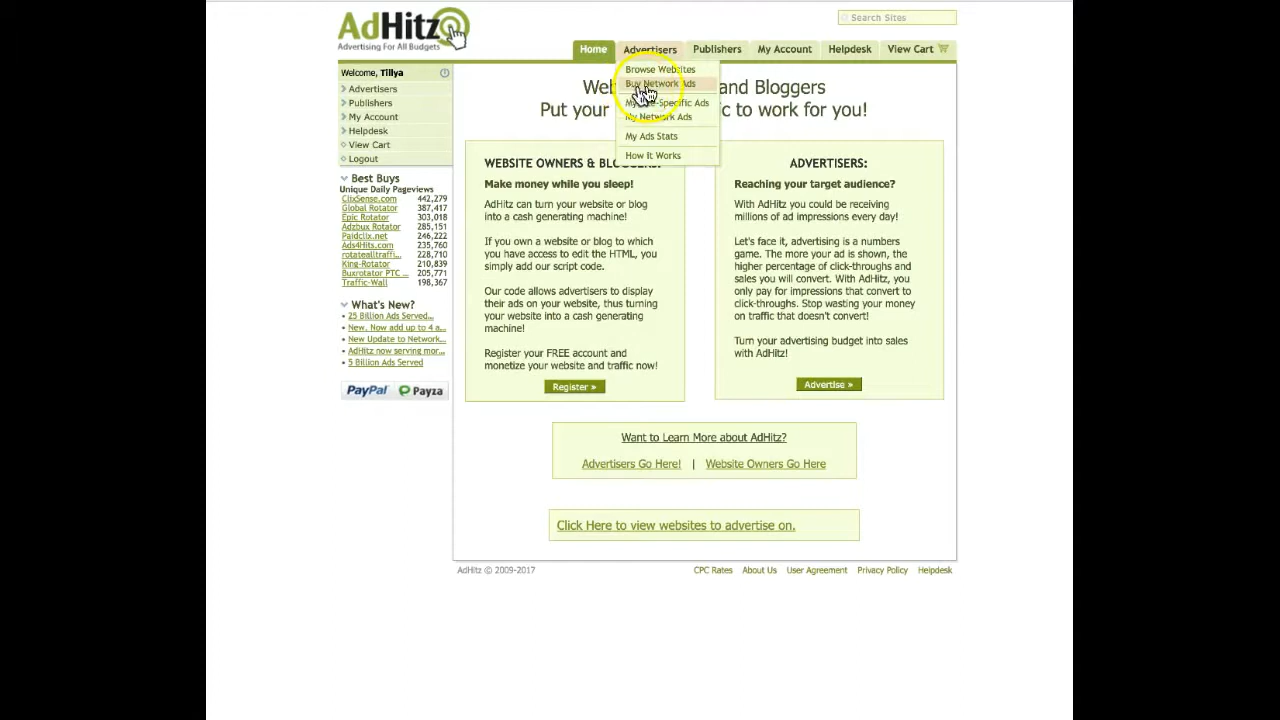 AdHitz
Advertising For All Budgets
Search Sites
Home
Advertisers
Publishers
My Account
Helpdesk
View Cart
Browse Websites
Buy Network Ads
My Network Ads
My Ads Stats
How it Works
Welcome, Tillya
Advertisers
Publishers
My Account
Helpdesk
View Cart
Logout
Best Buys
Unique Daily Pageviews
ClixSense.com 442,279
Global Rotator 387,417
Epic Rotator 303,018
Adzbux Rotator 285,151
Paidclix.net 246,222
Ads4Hits.com 235,760
rotatealltraffi... 228,710
King-Rotator 210,839
Buxrotator PTC ... 205,771
Traffic-Wall 198,367
What's New?
25 Billion Ads Served...
New, Now add up to 4 a...
New Update to Network...
AdHitz now serving mor...
5 Billion Ads Served
PayPal Payza
and Bloggers
Put your
to work for you!
WEBSITE OWNERS & BLOGGERS:
Make money while you sleep!
AdHitz can turn your website or blog
into a cash generating machine!
If you own a website or blog to which
you have access to edit the HTML, you
simply add our script code.
Our code allows advertisers to display
their ads on your website, thus turning
your website into a cash generating
machine!
Register your FREE account and
monetize your website and traffic now!
Register »
ADVERTISERS:
Reaching your target audience?
With AdHitz you could be receiving
millions of ad impressions every day!
Let's face it, advertising is a numbers
game. The more your ad is shown, the
higher percentage of click-throughs and
sales you will convert. With AdHitz, you
only pay for impressions that convert to
click-throughs. Stop wasting your money
on traffic that doesn't convert!
Turn your advertising budget into sales
with AdHitz!
Advertise »
Want to Learn More about AdHitz?
Advertisers Go Here! | Website Owners Go Here
Click Here to view websites to advertise on.
AdHitz © 2009-2017
CPC Rates About Us User Agreement Privacy Policy Helpdesk